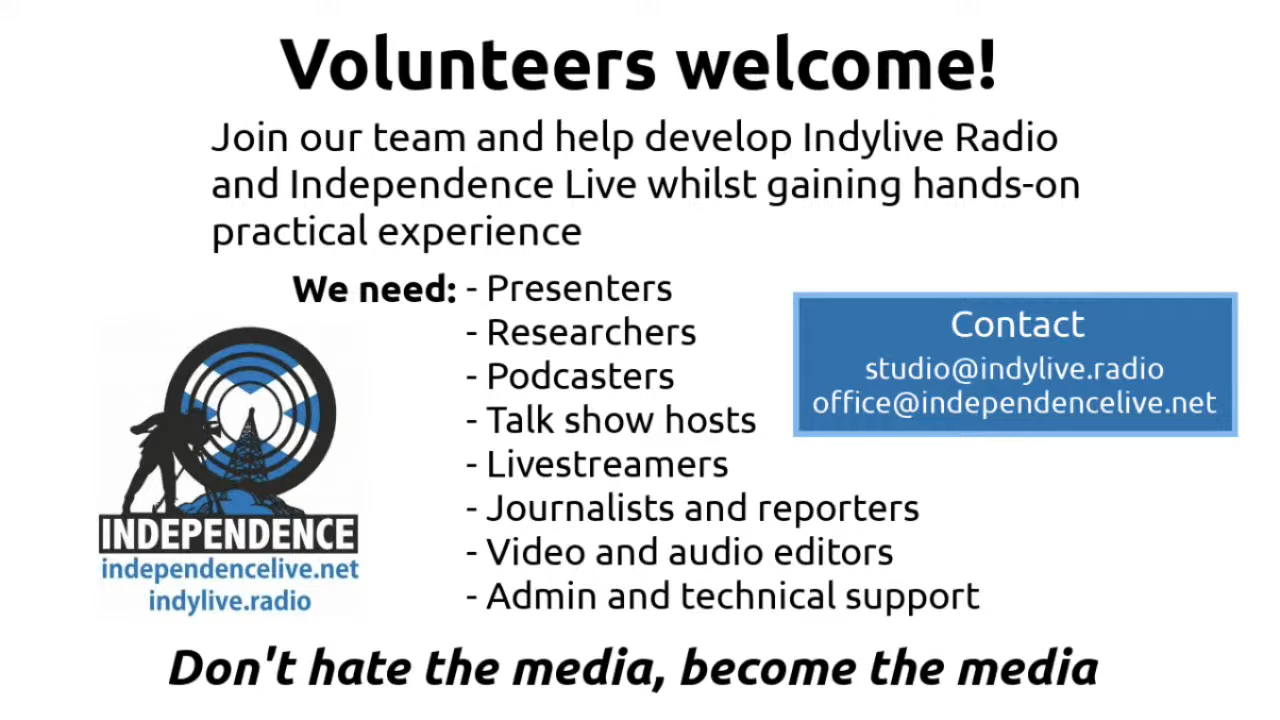 Volunteers welcome!
Join our team and help develop Indylive Radio
and Independence Live whilst gaining hands-on
practical experience
We need: - Presenters
- Researchers
- Podcasters
- Talk show hosts
- Livestreamers
- Journalists and reporters
- Video and audio editors
- Admin and technical support
Contact
studio@indylive.radio
office@independencelive.net
INDEPENDENCE
independencelive.net
indylive.radio
Don't hate the media, become the media